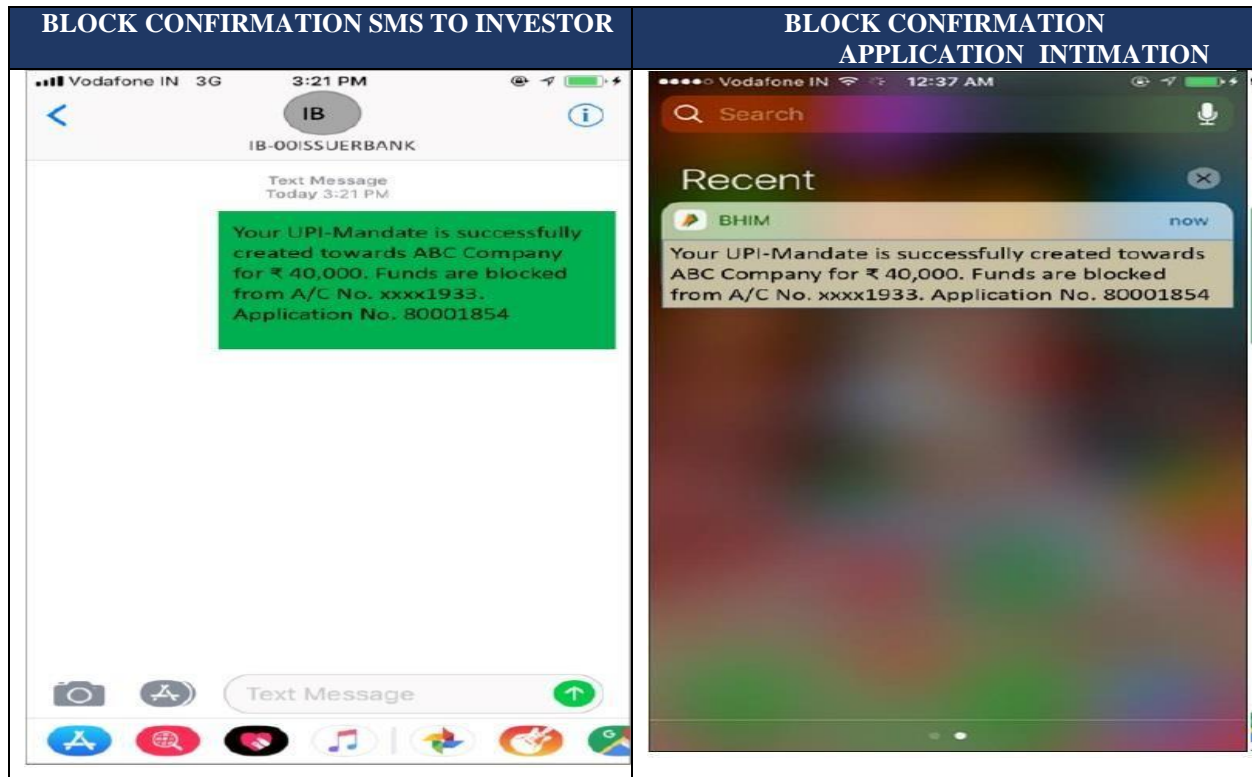 BLOCK CONFIRMATION SMS TO INVESTOR
BLOCK CONFIRMATION
APPLICATION INTIMATION
Vodafone IN 3G 3:21 PM
IB
IB-00ISSUERBANK
Text Message
Today 3:21 PM
Your UPI-Mandate is successfully
created towards ABC Company
for ₹ 40,000. Funds are blocked
from A/C No. xxxx1933.
Application No. 80001854
Text Message
Vodafone IN 12:37 AM
Search
Recent
BHIM now
Your UPI-Mandate is successfully created towards
ABC Company for ₹ 40,000. Funds are blocked
from A/C No. xxxx1933. Application No. 80001854